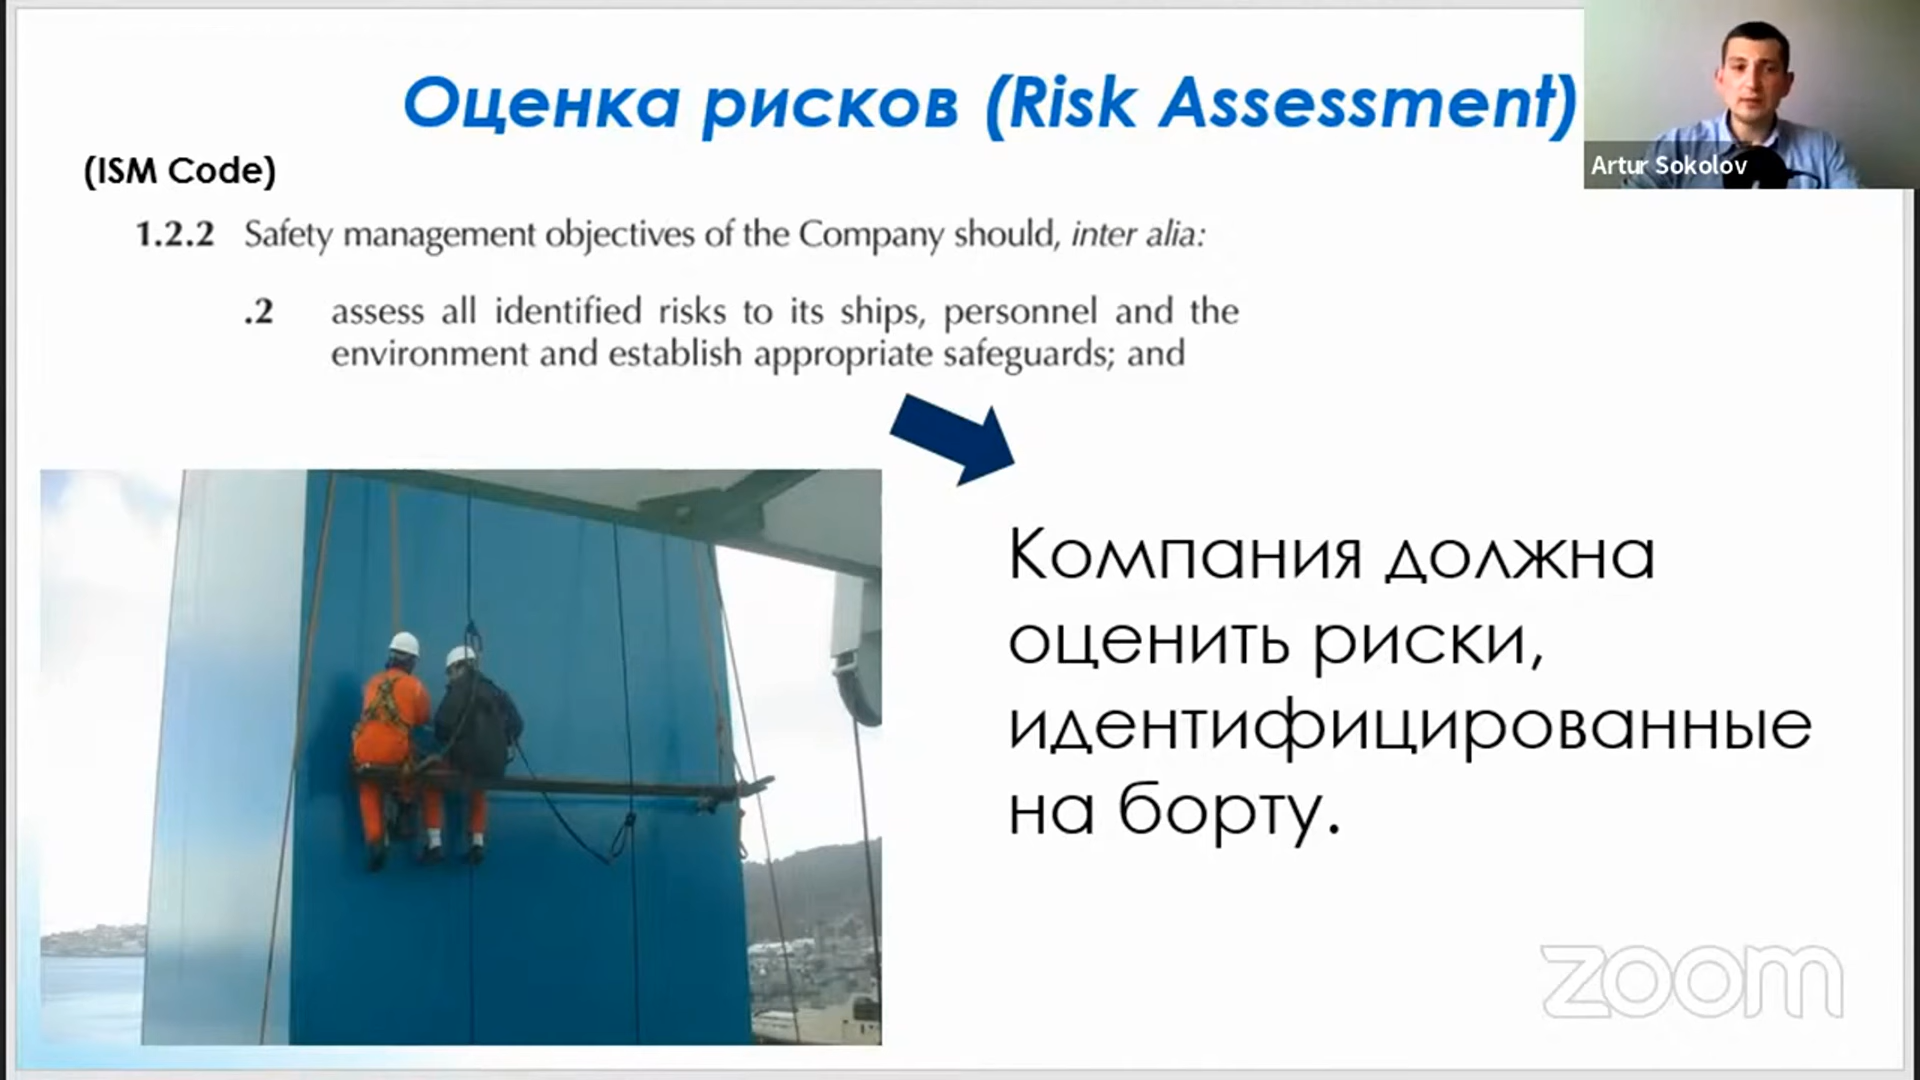 Оценка рисков (Risk Assessment)
Artur Sokolov
(ISM Code)
1.2.2 Safety management objectives of the Company should, inter alia:
.2 assess all identified risks to its ships, personnel and the
environment and establish appropriate safeguards; and
Компания должна
оценить риски,
идентифицированные
на борту.
zoom